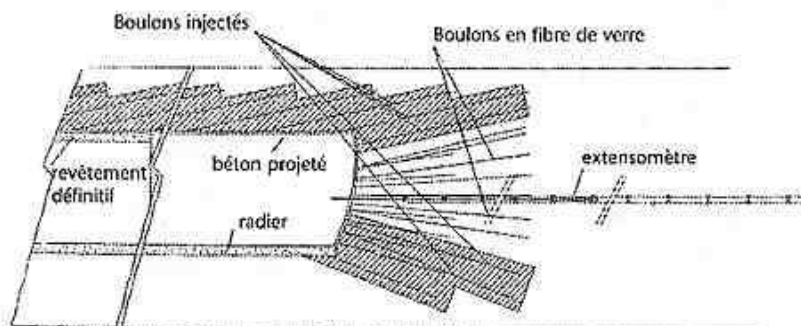 Boulons injectés
Boulons en fibre de verre
béton projeté
extensomètre
revêtement
définitif
radier